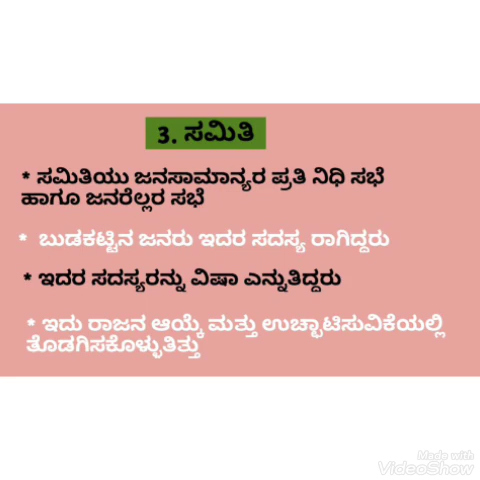 3. ಸಮಿತಿ
* ಸಮಿತಿಯು ಜನಸಾಮಾನ್ಯರ ಪ್ರತಿ ನಿಧಿ ಸಭೆ
ಹಾಗೂ ಜನರೆಲ್ಲರ ಸಭೆ
* ಬುಡಕಟ್ಟಿನ ಜನರು ಇದರ ಸದಸ್ಯ ರಾಗಿದ್ದರು
* ಇದರ ಸದಸ್ಯರನ್ನು ವಿಷಾ ಎನ್ನುತಿದ್ದರು
* ಇದು ರಾಜನ ಆಯ್ಕೆ ಮತ್ತು ಉಚ್ಛಾಟಿಸುವಿಕೆಯಲ್ಲಿ
ತೊಡಗಿಸಕೊಳ್ಳುತಿತ್ತು
Made with
VideoShow